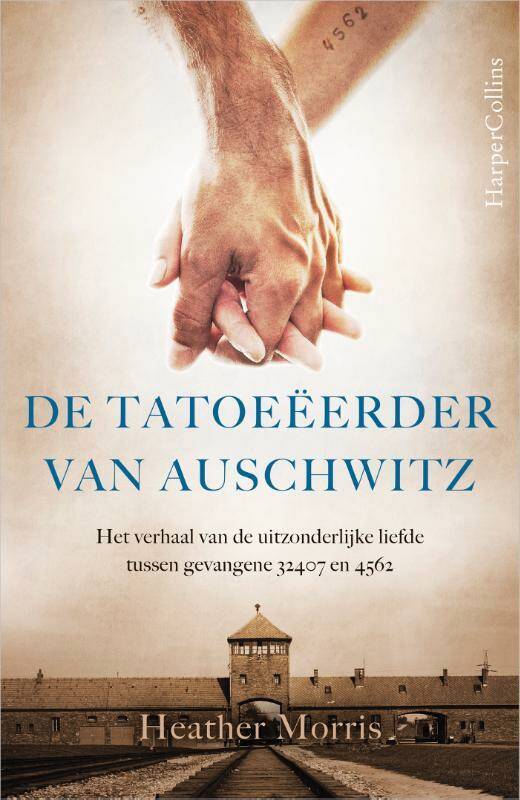 4562
HarperCollins
DE TATOEËERDER
VAN AUSCHWITZ
Het verhaal van de uitzonderlijke liefde
tussen gevangene 32407 en 4562
Heather Morris